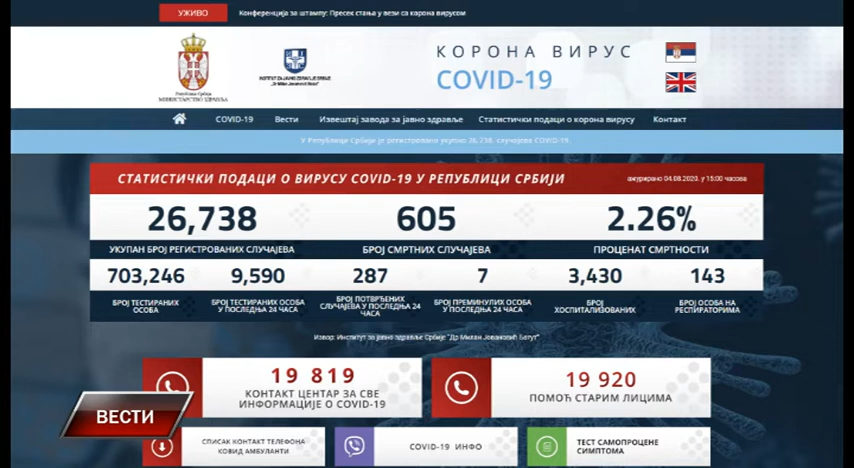 УЖИВО Конференција за штампу: Пресек стања у вези са корона вирусом
КОРОНА ВИРУС
COVID-19
Република Србија
МИНИСТАРСТВО ЗДРАВЉА
COVID-19 Вести Извештај завода за јавно здравље Статистички подаци о корона вирусу Контакт
У Републици Србији је регистровано укупно 26,738. случајева COVID-19.
СТАТИСТИЧКИ ПОДАЦИ О ВИРУСУ COVID-19 У РЕПУБЛИЦИ СРБИЈИ
ажурирано 04.08.2020. у 15:00 часова
26,738 605 2.26%
УКУПАН БРОЈ РЕГИСТРОВАНИХ СЛУЧАЈЕВА БРОЈ СМРТНИХ СЛУЧАЈЕВА ПРОЦЕНАТ СМРТНОСТИ
703,246 9,590 287 7 3,430 143
БРОЈ ТЕСТИРАНИХ ОСОБА
БРОЈ ТЕСТИРАНИХ ОСОБА У ПОСЛЕДЊА 24 ЧАСА
БРОЈ ПОТВРЂЕНИХ СЛУЧАЈЕВА У ПОСЛЕДЊА 24 ЧАСА
БРОЈ ПРЕМИНУЛИХ ОСОБА У ПОСЛЕДЊА 24 ЧАСА
БРОЈ ХОСПИТАЛИЗОВАНИХ
БРОЈ ОСОБА НА РЕСПИРАТОРИМА
Извор: Институт за јавно здравље Србије "Др Милан Јовановић Батут"
19 819
КОНТАКТ ЦЕНТАР ЗА СВЕ
ИНФОРМАЦИЈЕ О COVID-19
19 920
ПОМОЋ СТАРИМ ЛИЦИМА
ВЕСТИ
СПИСАК КОНТАКТ ТЕЛЕФОНА
КОВИД АМБУЛАНТИ
COVID-19 ИНФО
ТЕСТ САМОПРОЦЕНЕ
СИМПТОМА